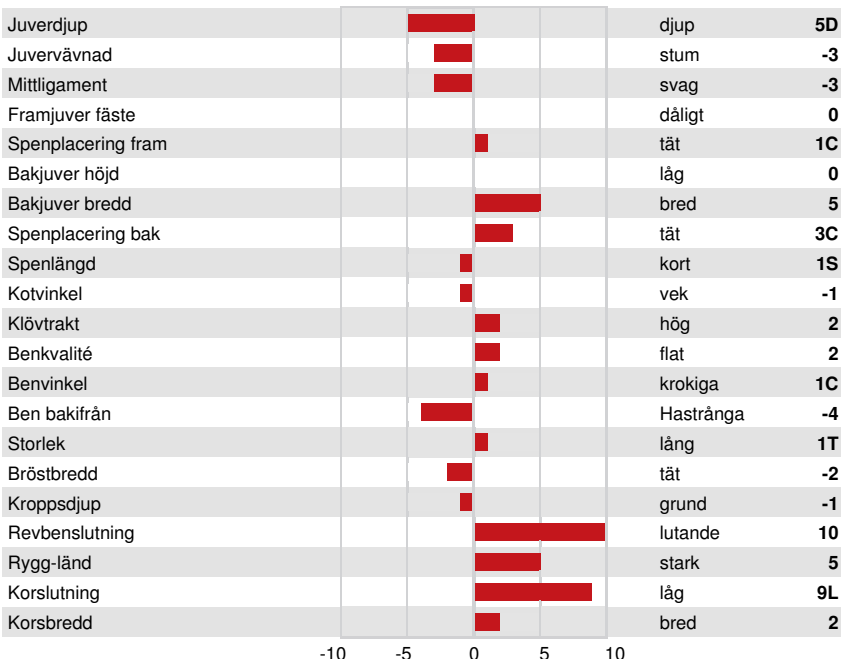 Juverdjup djup 5D
Juvervävnad stum -3
Mittligament svag -3
Framjuver fäste dåligt 0
Spenplacering fram tät 1C
Bakjuver höjd låg 0
Bakjuver bredd bred 5
Spenplacering bak tät 3C
Spenlängd kort 1S
Kotvinkel vek -1
Klövtrakt hög 2
Benkvalité flat 2
Benvinkel krokiga 1C
Ben bakifrån Hastrånga -4
Storlek lång 1T
Bröstbredd tät -2
Kroppsdjup grund -1
Revbenslutning lutande 10
Rygg-länd stark 5
Korslutning låg 9L
Korsbredd bred 2
-10 -5 0 5 10